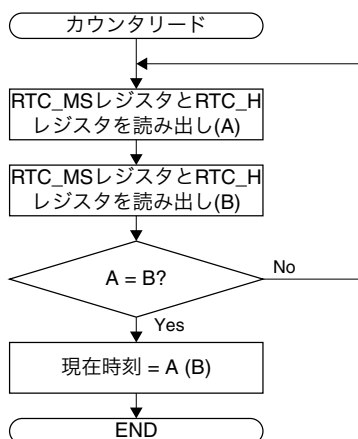 カウンタリード
RTC_MSレジスタとRTC_H
レジスタを読み出し(A)
RTC_MSレジスタとRTC_H
レジスタを読み出し(B)
A = B?
No
Yes
現在時刻 = A (B)
END